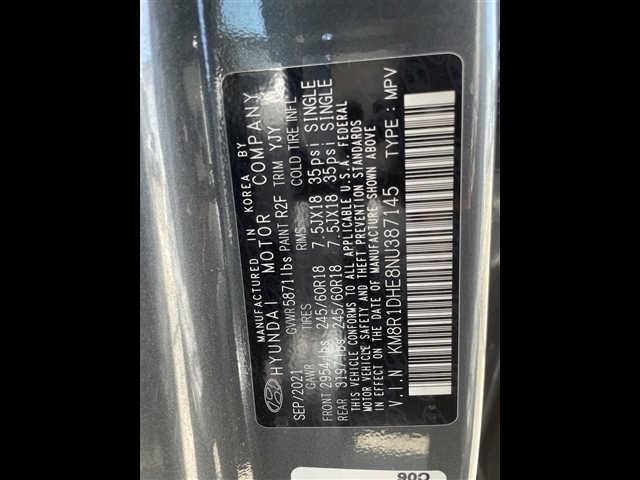 MANUFACTURED IN KOREA BY
HYUNDAI MOTOR COMPANY
SEP/2021 GVWR 5871lbs PAINT R2F TRIM YJY
GAWR TIRES RIMS COLD TIRE INFL
FRONT 2954lbs 245/60R18 7.5JX18 35psi SINGLE
REAR 3197lbs 245/60R18 7.5JX18 35psi SINGLE
THIS VEHICLE CONFORMS TO ALL APPLICABLE U.S.A. FEDERAL
MOTOR VEHICLE SAFETY AND THEFT PREVENTION STANDARDS
IN EFFECT ON THE DATE OF MANUFACTURE SHOWN ABOVE
V.I.N KM8R1DHE8NU387145 TYPE : MPV